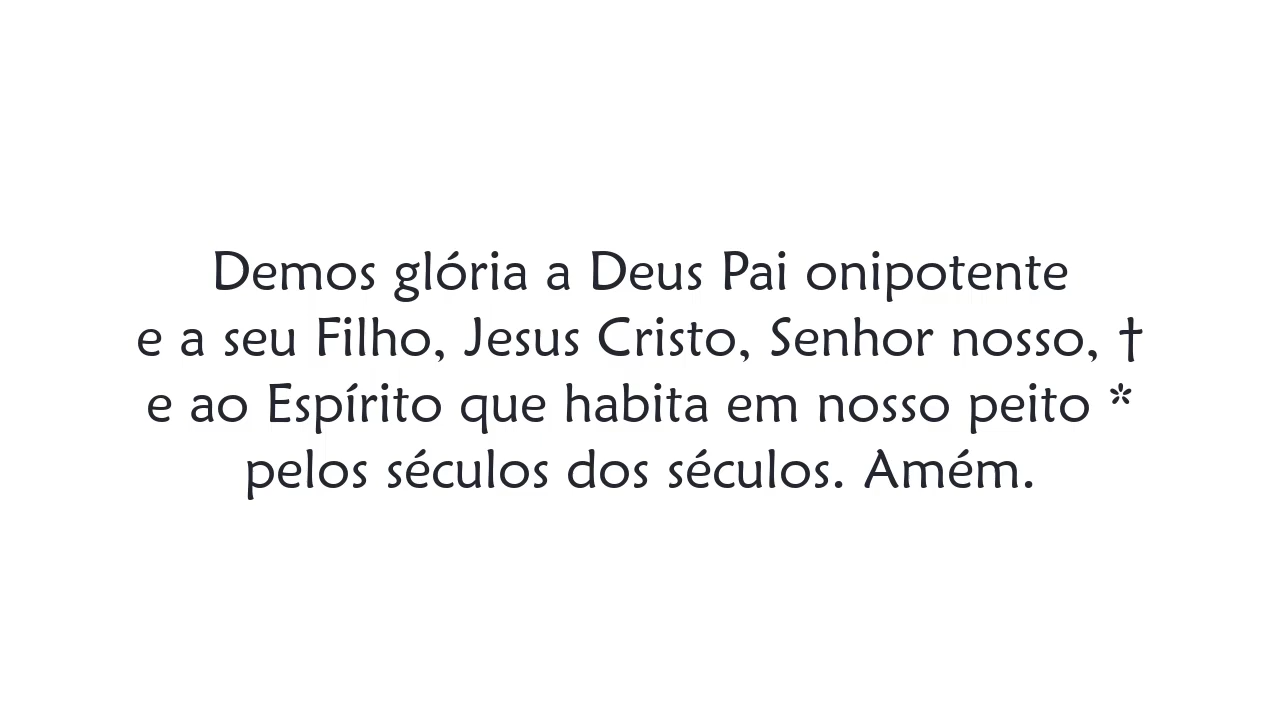 Demos glória a Deus Pai onipotente
e a seu Filho, Jesus Cristo, Senhor nosso, †
e ao Espírito que habita em nosso peito *
pelos séculos dos séculos. Amém.